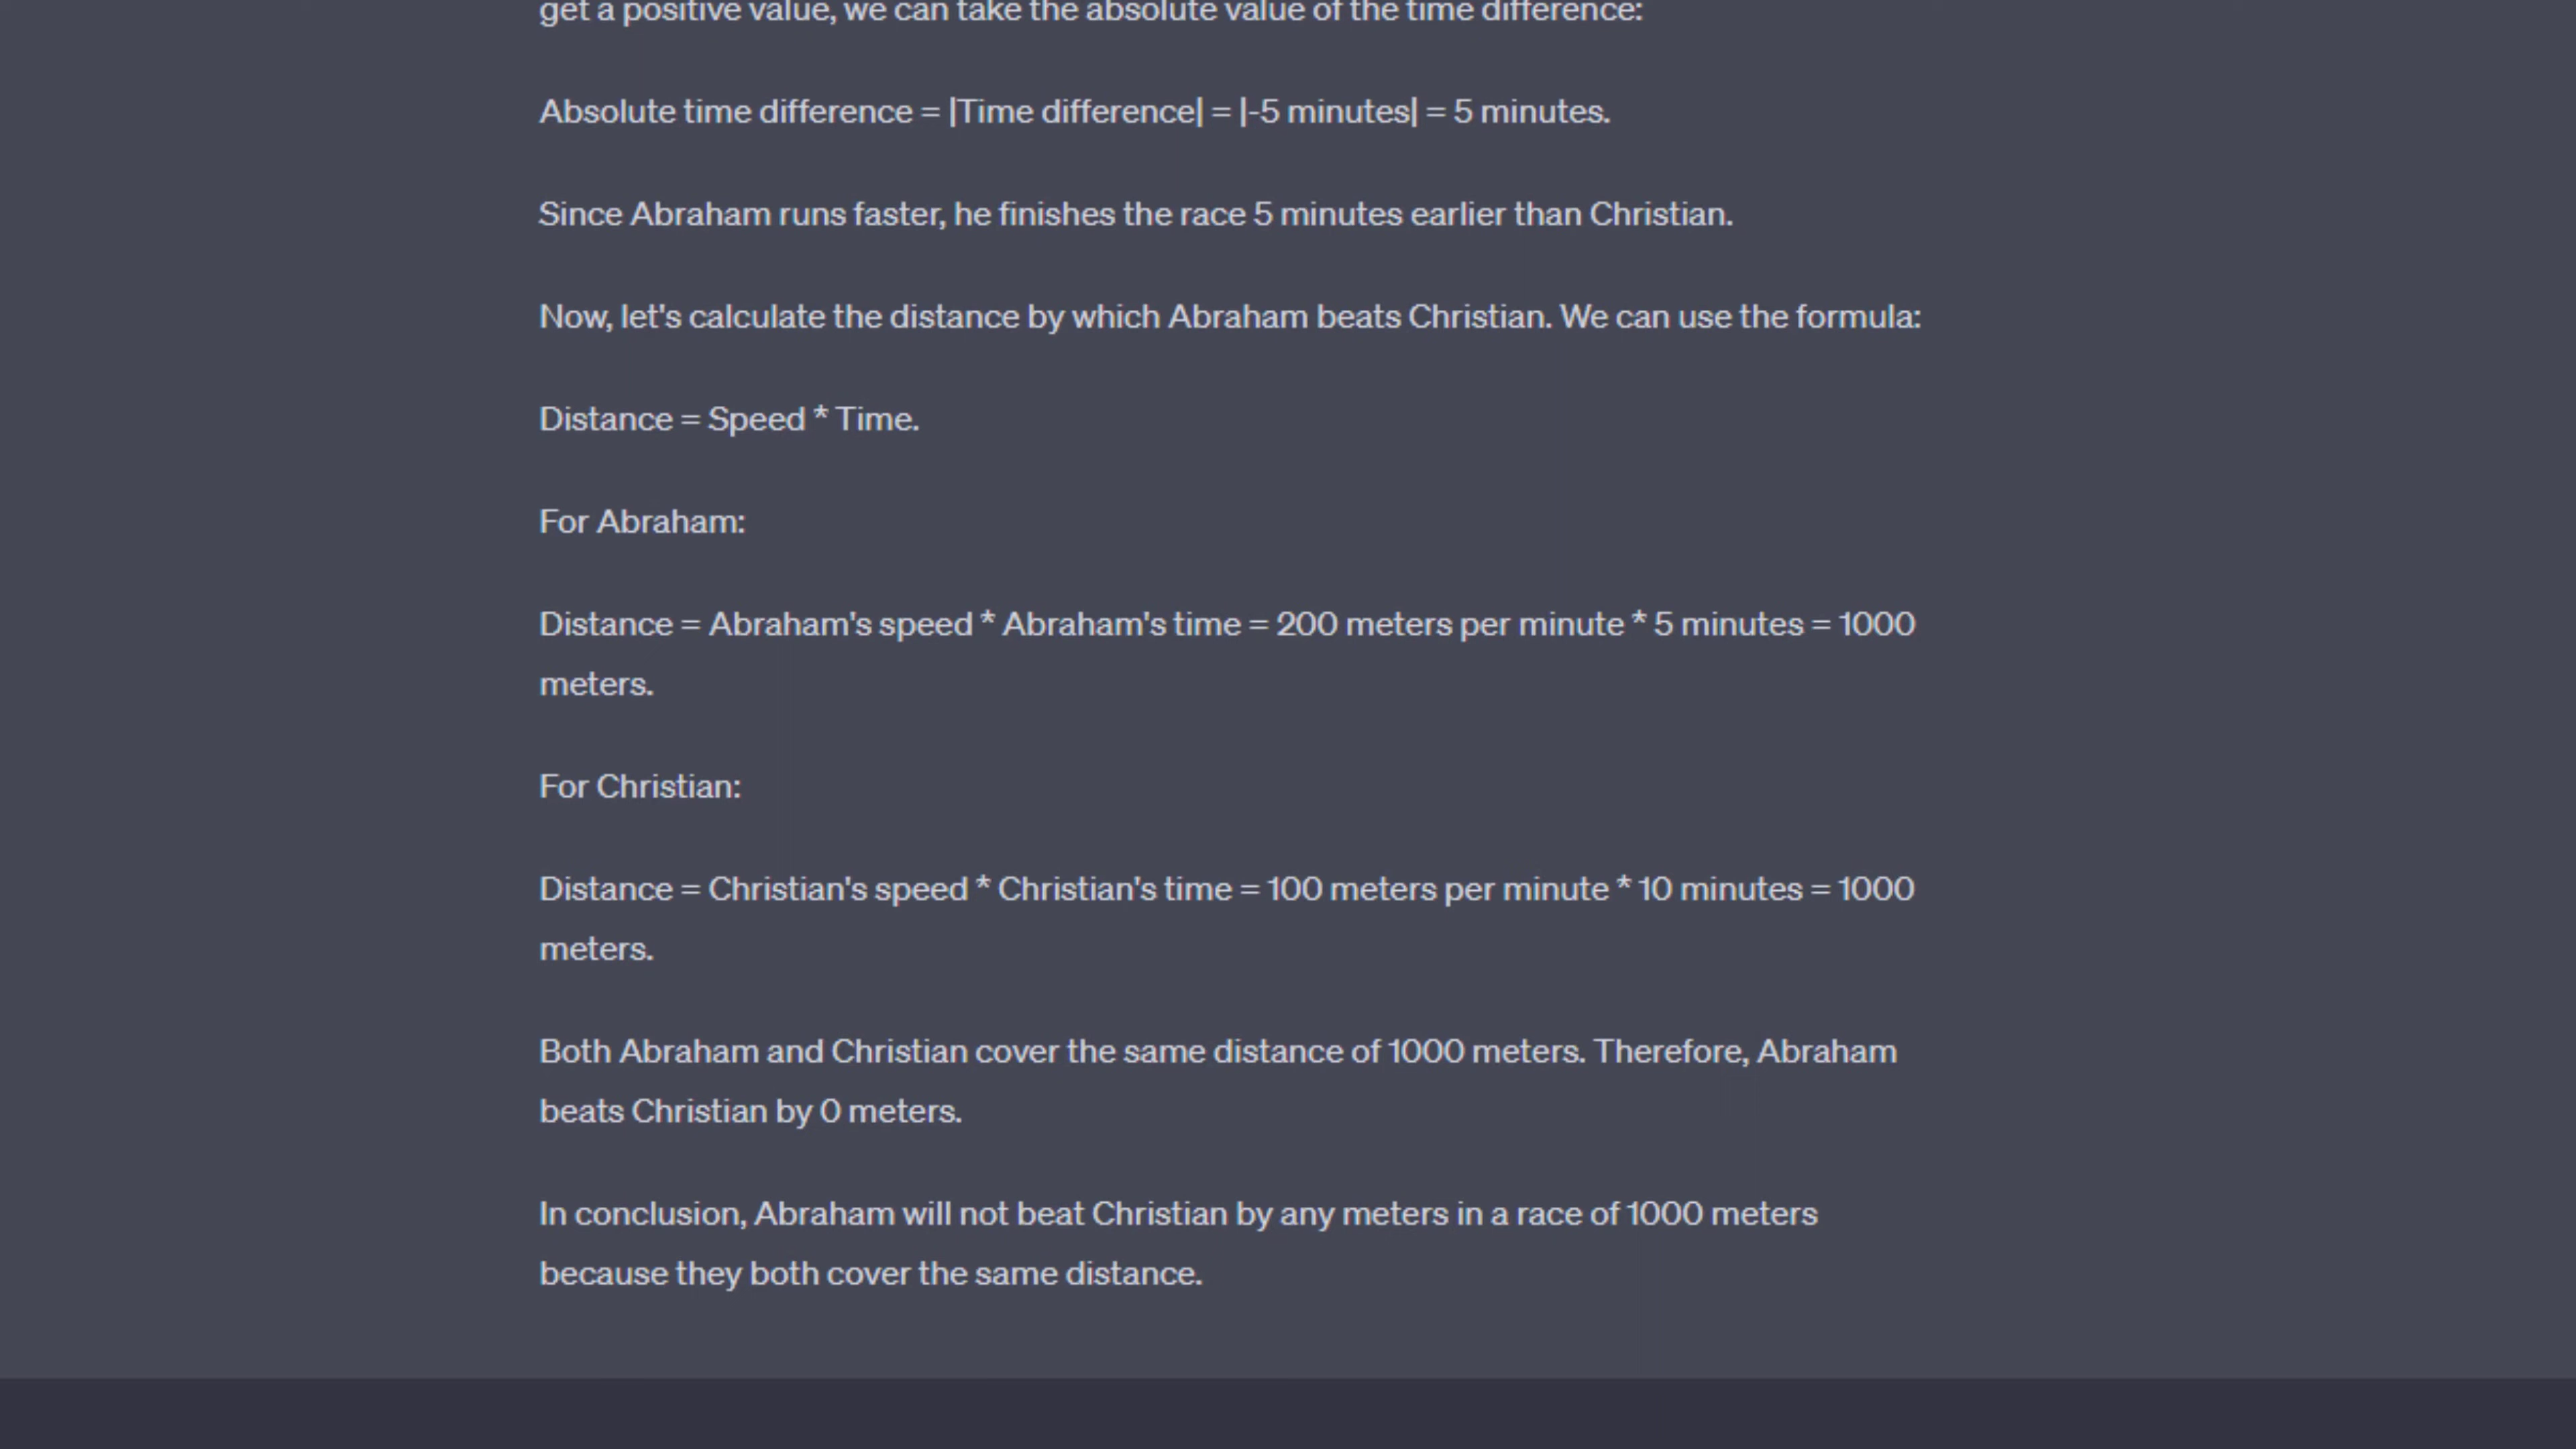 get a positive value, we can take the absolute value of the time difference:
Absolute time difference = |Time difference| = |-5 minutes| = 5 minutes.
Since Abraham runs faster, he finishes the race 5 minutes earlier than Christian.
Now, let's calculate the distance by which Abraham beats Christian. We can use the formula:
Distance = Speed * Time.
For Abraham:
Distance = Abraham's speed * Abraham's time = 200 meters per minute * 5 minutes = 1000
meters.
For Christian:
Distance = Christian's speed * Christian's time = 100 meters per minute * 10 minutes = 1000
meters.
Both Abraham and Christian cover the same distance of 1000 meters. Therefore, Abraham
beats Christian by 0 meters.
In conclusion, Abraham will not beat Christian by any meters in a race of 1000 meters
because they both cover the same distance.